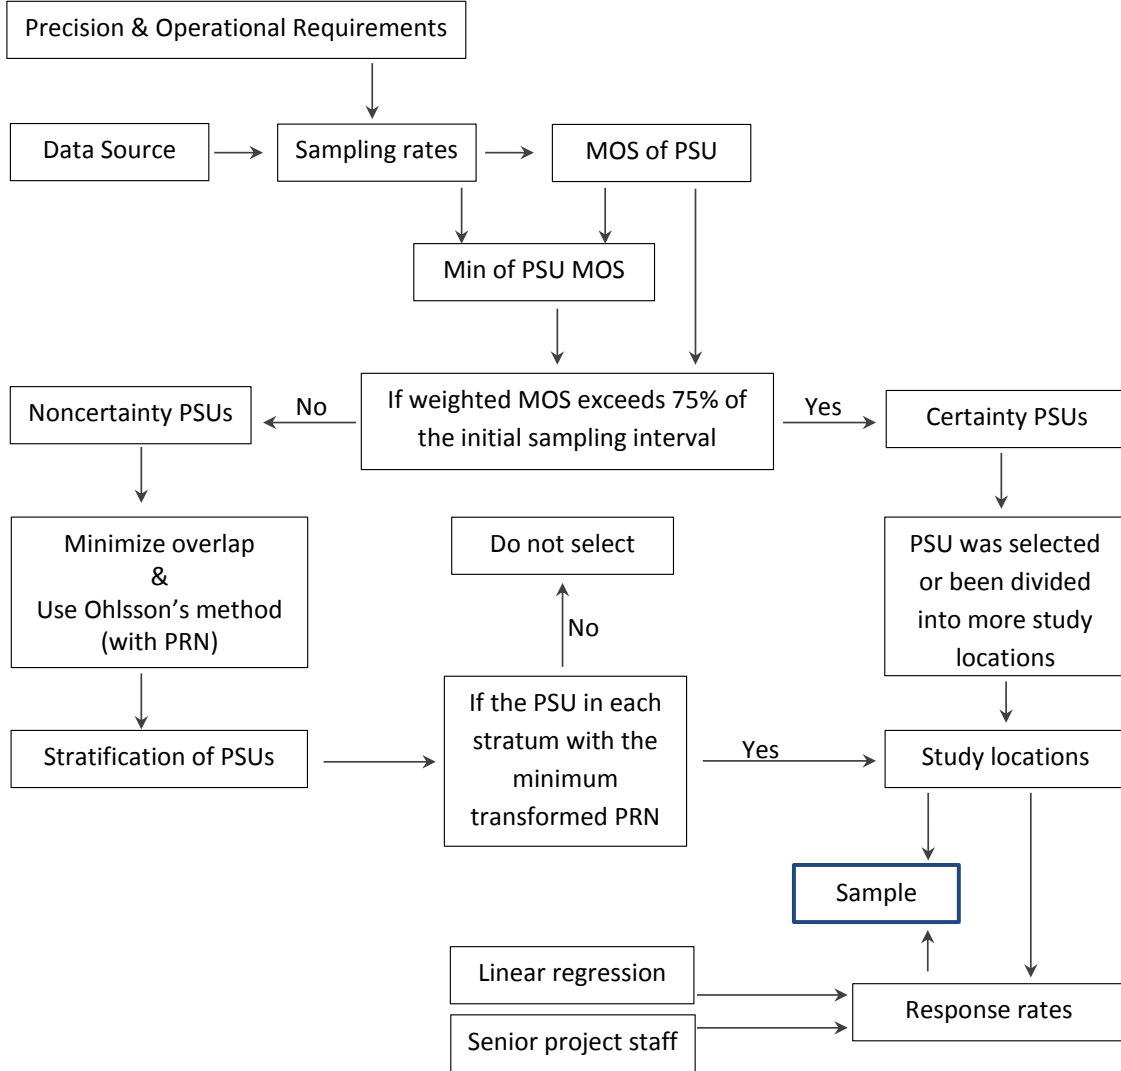 Precision & Operational Requirements
Data Source
Sampling rates
MOS of PSU
Min of PSU MOS
Noncertainty PSUs
No
If weighted MOS exceeds 75% of
the initial sampling interval
Yes
Certainty PSUs
Minimize overlap
&
Use Ohlsson’s method
(with PRN)
Do not select
PSU was selected
or been divided
into more study
locations
No
Stratification of PSUs
If the PSU in each
stratum with the
minimum
transformed PRN
Yes
Study locations
Sample
Linear regression
Senior project staff
Response rates